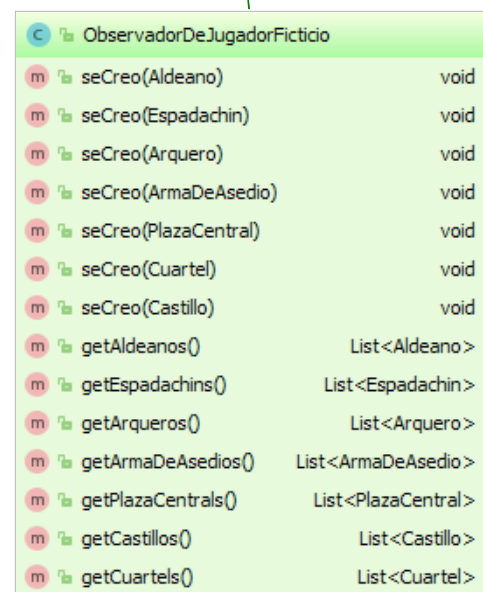 C ObservadorDeJugadorFicticio
m seCreo(Aldeano) void
m seCreo(Espadachin) void
m seCreo(Arquero) void
m seCreo(ArmaDeAsedio) void
m seCreo(PlazaCentral) void
m seCreo(Cuartel) void
m seCreo(Castillo) void
m getAldeanos() List<Aldeano>
m getEspadachins() List<Espadachin>
m getArqueros() List<Arquero>
m getArmaDeAsedios() List<ArmaDeAsedio>
m getPlazaCentrals() List<PlazaCentral>
m getCastillos() List<Castillo>
m getCuartels() List<Cuartel>